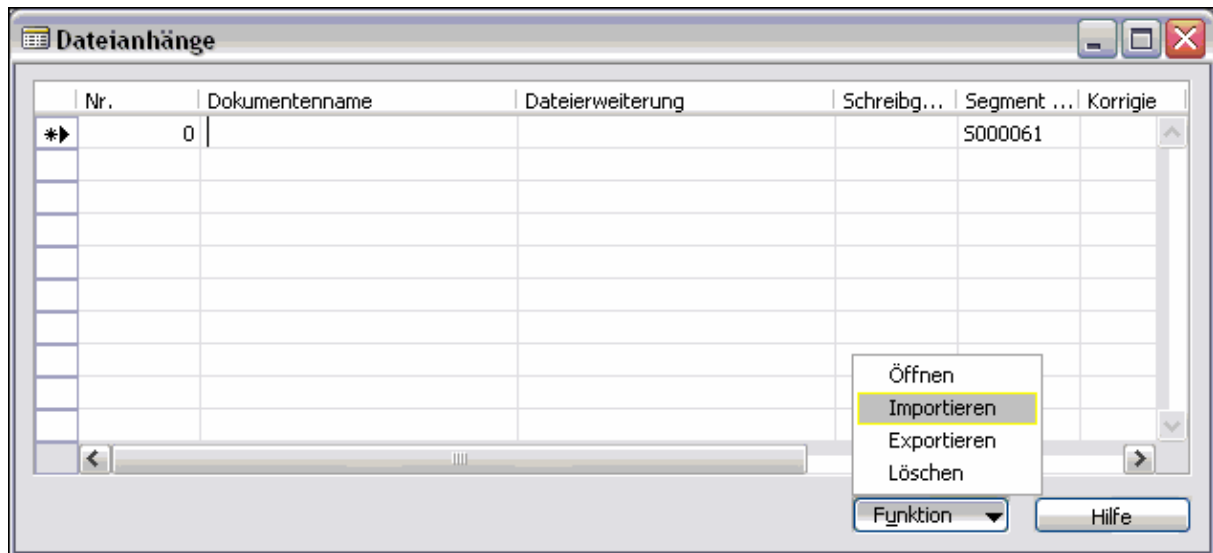 Dateianhänge
Nr. Dokumentenname Dateierweiterung Schreibg... Segment ... Korrigie
0 S000061
Öffnen
Importieren
Exportieren
Löschen
Funktion Hilfe